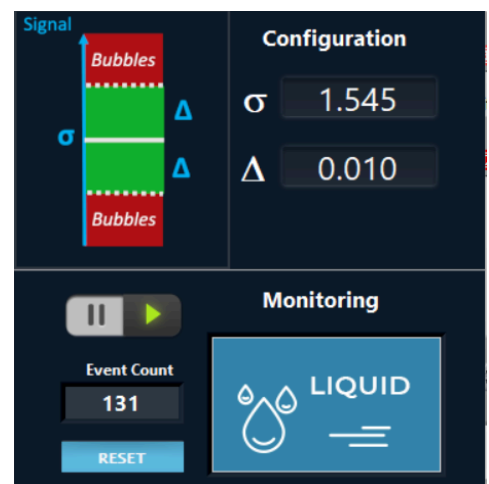 Signal
Bubbles
Δ
σ
Δ
Bubbles
Configuration
σ 1.545
Δ 0.010
Monitoring
Event Count
131
RESET
LIQUID